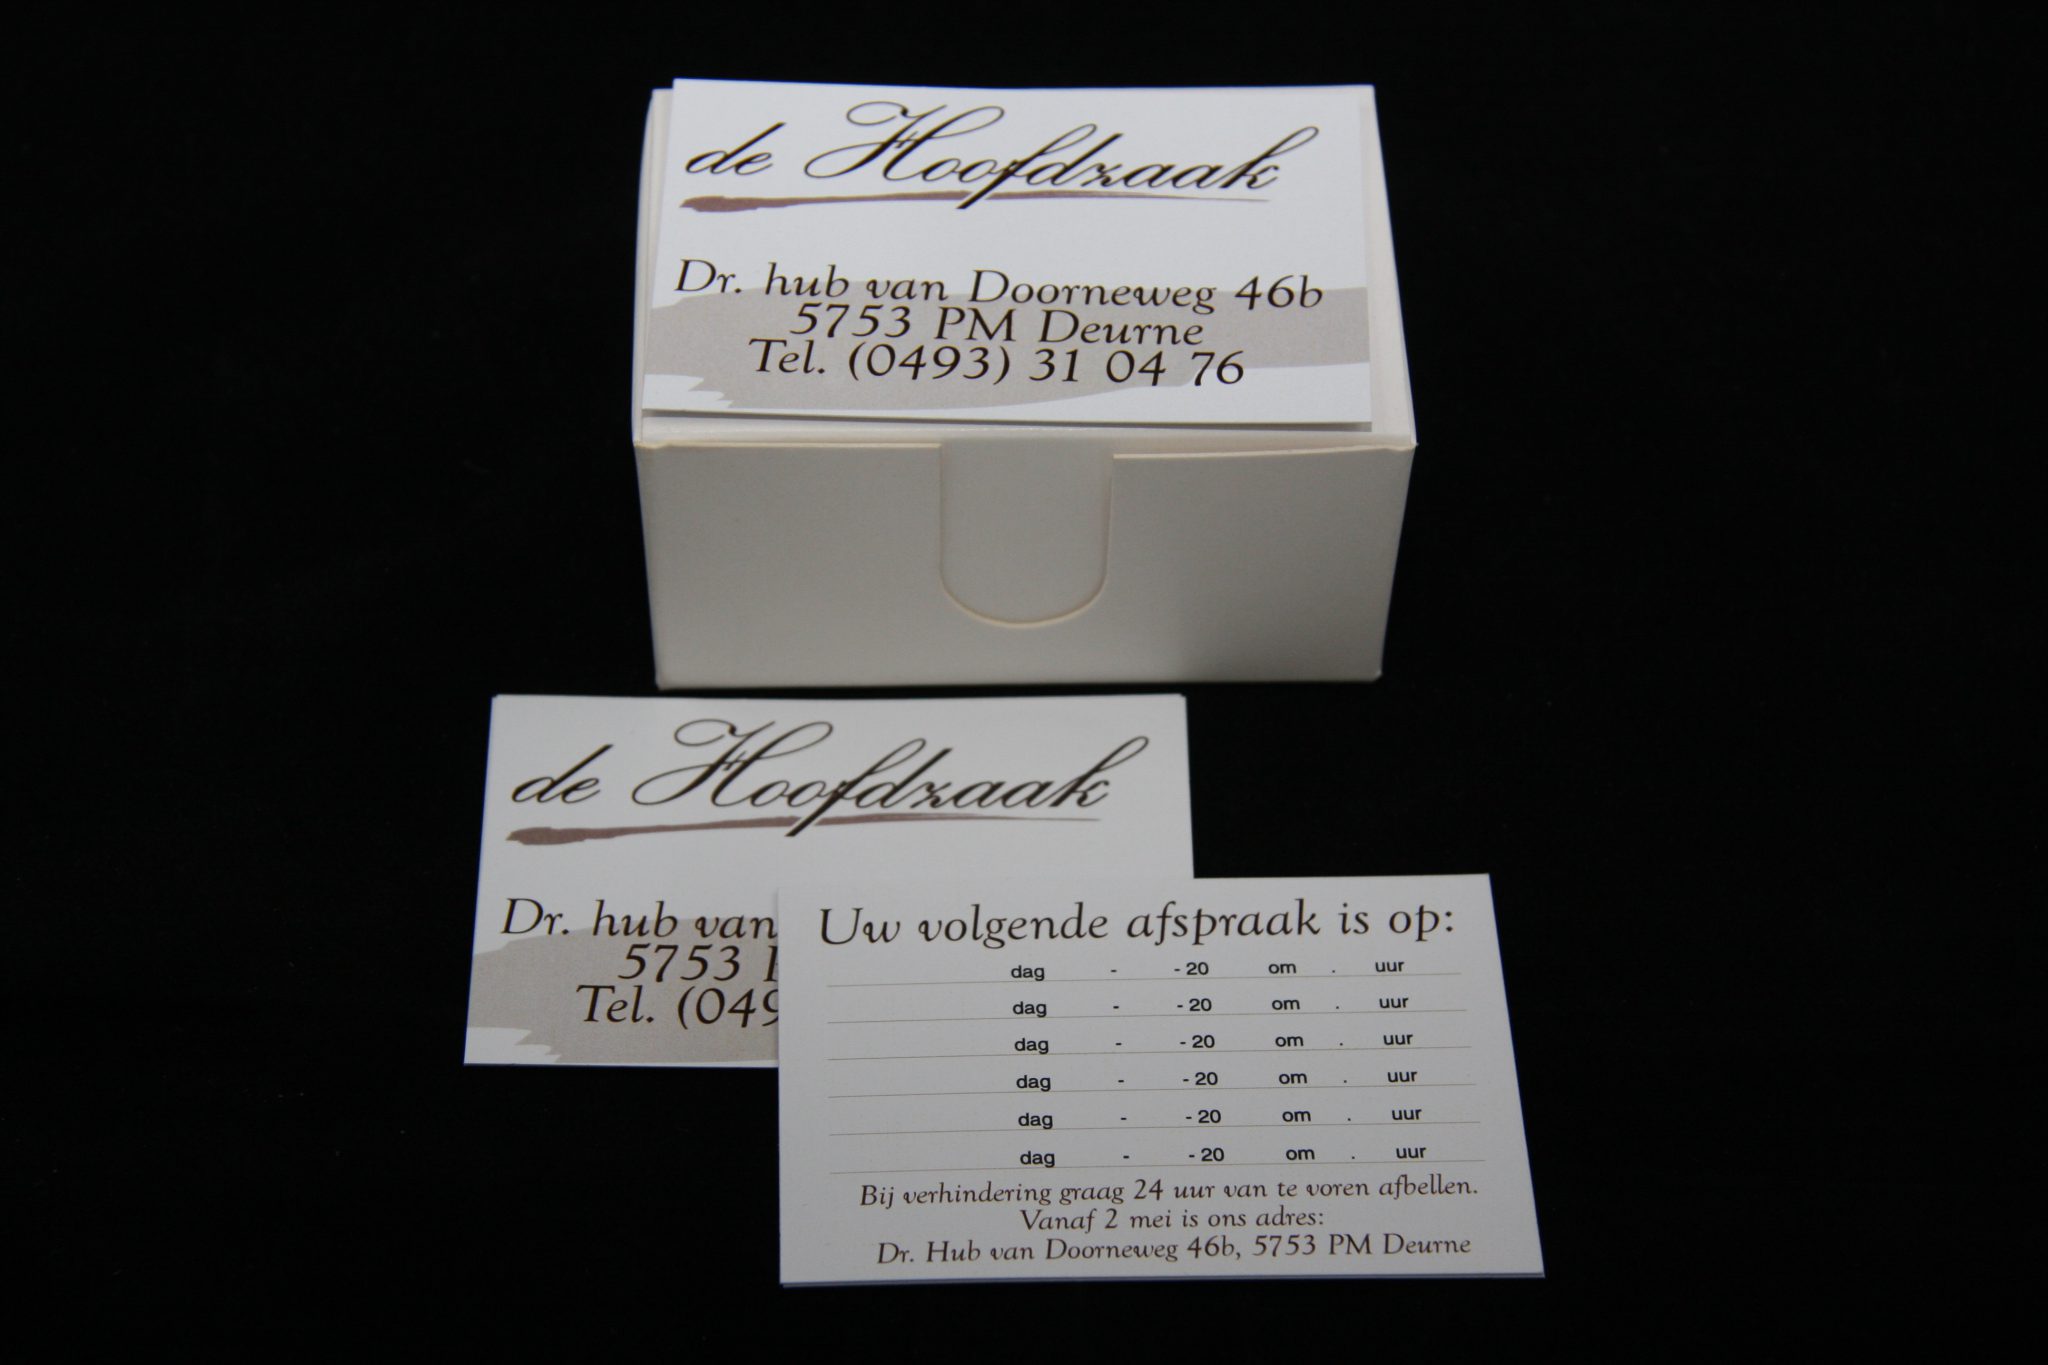 de Hoofdzaak
Dr. hub van Doorneweg 46b
5753 PM Deurne
Tel. (0493) 31 04 76
de Hoofdzaak
Dr. hub van
5753
Tel. (049
Uw volgende afspraak is op:
dag - - 20 om . uur
dag - - 20 om . uur
dag - - 20 om . uur
dag - - 20 om . uur
dag - - 20 om . uur
dag - - 20 om . uur
Bij verhindering graag 24 uur van te voren afbellen.
Vanaf 2 mei is ons adres:
Dr. Hub van Doorneweg 46b, 5753 PM Deurne